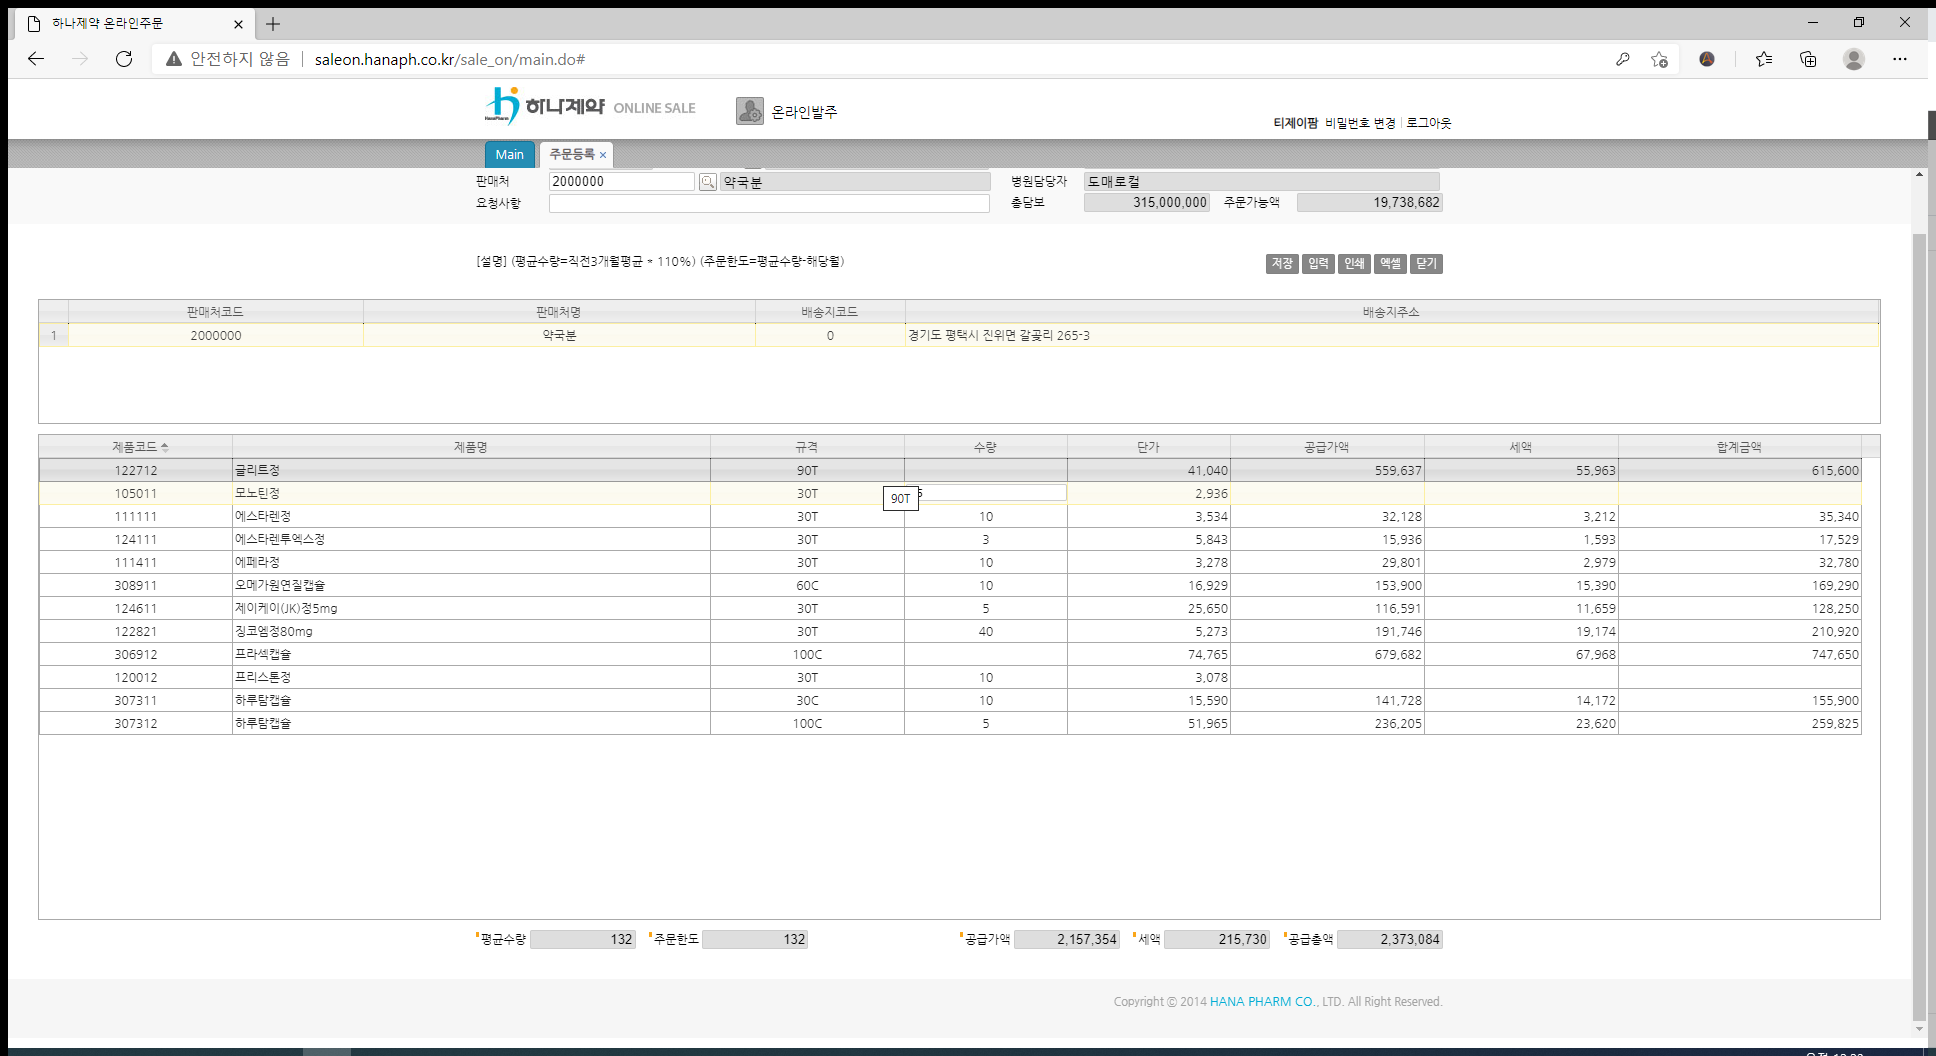 하나제약 온라인주문
안전하지 않음 saleon.hanaph.co.kr/sale_on/main.do#
HanaPharm 하나제약 ONLINE SALE 온라인발주
티제이팜 비밀번호 변경 로그아웃
Main 주문등록
판매처 2000000 약국분 병원담당자 도매로컬
요청사항 총담보 315,000,000 주문가능액 19,738,682
[설명] (평균수량=직전3개월평균 * 110%) (주문한도=평균수량-해당월) 저장 입력 인쇄 엑셀 닫기
판매처코드 판매처명 배송지코드 배송지주소
1 2000000 약국분 0 경기도 평택시 진위면 갈곶리 265-3
제품코드 제품명 규격 수량 단가 공급가액 세액 합계금액
122712 글리트정 90T 41,040 559,637 55,963 615,600
105011 모노틴정 30T 2,936
90T
111111 에스타렌정 30T 10 3,534 32,128 3,212 35,340
124111 에스타렌투엑스정 30T 3 5,843 15,936 1,593 17,529
111411 에페라정 30T 10 3,278 29,801 2,979 32,780
308911 오메가원연질캡슐 60C 10 16,929 153,900 15,390 169,290
124611 제이케이(JK)정5mg 30T 5 25,650 116,591 11,659 128,250
122821 징코엠정80mg 30T 40 5,273 191,746 19,174 210,920
306912 프라섹캡슐 100C 74,765 679,682 67,968 747,650
120012 프리스톤정 30T 10 3,078
307311 하루탐캡슐 30C 10 15,590 141,728 14,172 155,900
307312 하루탐캡슐 100C 5 51,965 236,205 23,620 259,825
평균수량 132 주문한도 132 공급가액 2,157,354 세액 215,730 공급총액 2,373,084
Copyright © 2014 HANA PHARM CO., LTD. All Right Reserved.